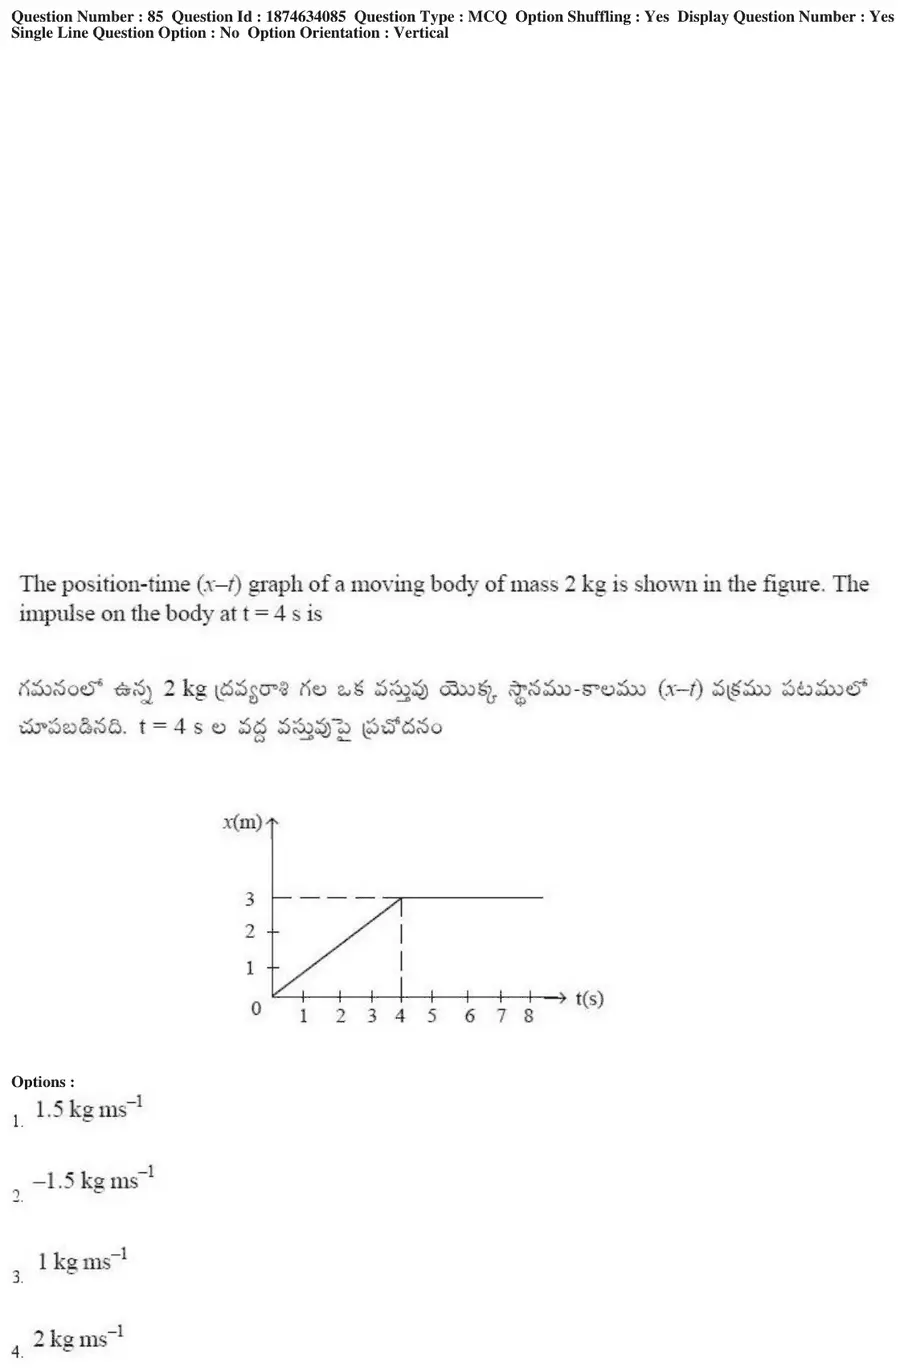 Question Number : 85 Question Id : 1874634085 Question Type : MCQ Option Shuffling : Yes Display Question Number : Yes
Single Line Question Option : No Option Orientation : Vertical
The position-time (x–t) graph of a moving body of mass 2 kg is shown in the figure. The
impulse on the body at t = 4 s is
గమనంలో ఉన్న 2 kg ద్రవ్యరాశి గల ఒక వస్తువు యొక్క స్థానము-కాలము (x–t) వక్రము పటములో
చూపబడినది. t = 4 s ల వద్ద వస్తువుపై ప్రచోదనం
x(m)
3
2
1
0
1 2 3 4 5 6 7 8
t(s)
Options :
1. 1.5 kg ms⁻¹
2. –1.5 kg ms⁻¹
3. 1 kg ms⁻¹
4. 2 kg ms⁻¹